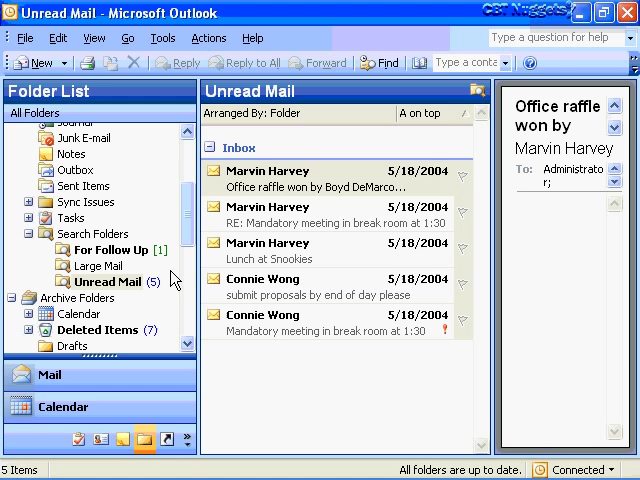 Unread Mail - Microsoft Outlook
CBT Nuggets
File Edit View Go Tools Actions Help
Type a question for help
New Reply Reply to All Forward Find Type a conta
Folder List
All Folders
Journal
Junk E-mail
Notes
Outbox
Sent Items
Sync Issues
Tasks
Search Folders
For Follow Up [1]
Large Mail
Unread Mail (5)
Archive Folders
Calendar
Deleted Items (7)
Drafts
Mail
Calendar
Unread Mail
Arranged By: Folder A on top
Inbox
Marvin Harvey 5/18/2004
Office raffle won by Boyd DeMarco...
Marvin Harvey 5/18/2004
RE: Mandatory meeting in break room at 1:30
Marvin Harvey 5/18/2004
Lunch at Snookies
Connie Wong 5/18/2004
submit proposals by end of day please
Connie Wong 5/18/2004
Mandatory meeting in break room at 1:30
Office raffle
won by
Marvin Harvey
To: Administrato
r;
5 Items
All folders are up to date.
Connected